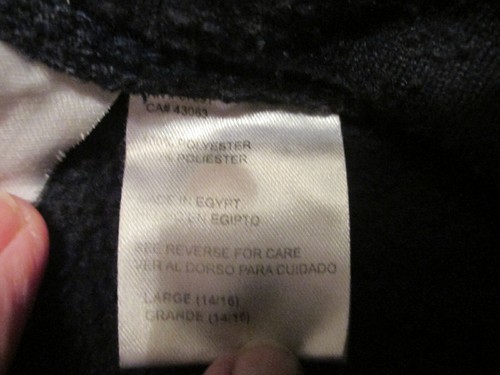 CA# 43063
POLYESTER
POLIESTER
MADE IN EGYPT
EN EGIPTO
SEE REVERSE FOR CARE
VER AL DORSO PARA CUIDADO
LARGE (14/16)
GRANDE (14/16)